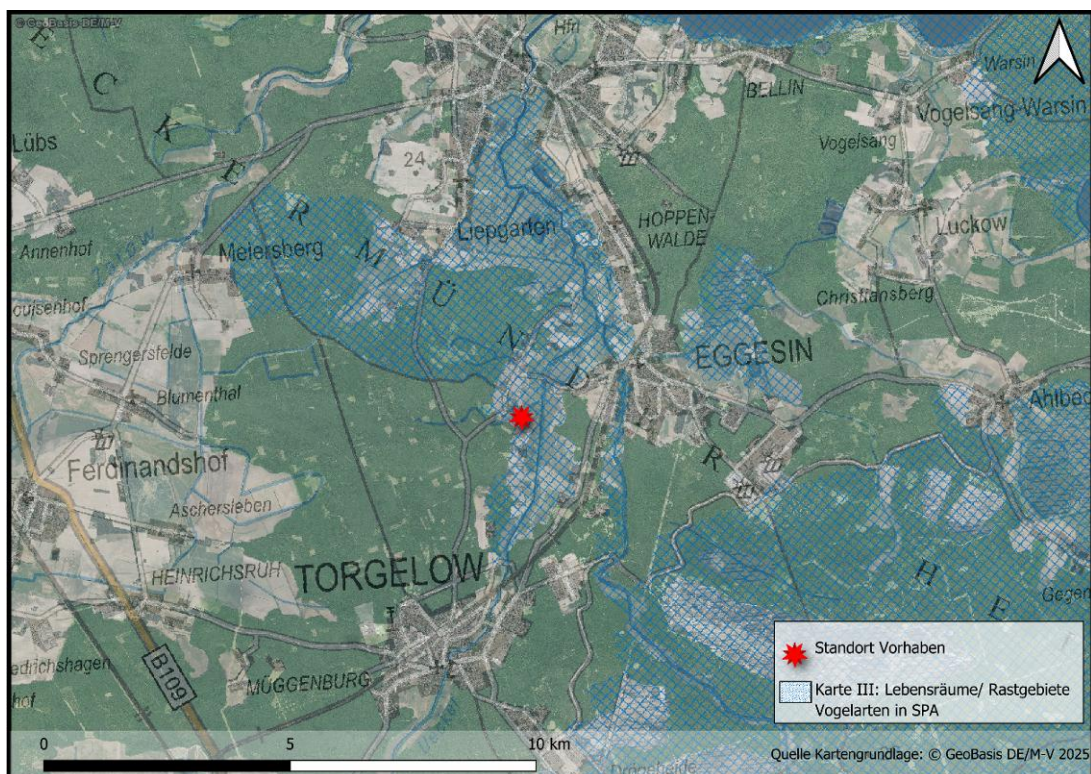 © GeoBasis DE/M-V
E
C
K
E
R
M
Ü
N
D
E
R
H
E
Hfn
BELLIN
Warsin
Vogelsang-Warsin
Vogelsang
Lübs
24
Annenhof
Liepgarten
HOPPEN-
WALDE
Luckow
Meiersberg
Christiansberg
Sprengersfelde
EGGESIN
Blumenthal
Ferdinandshof
Aschersleben
HEINRICHSRUH
TORGELOW
B109
MÜGGENBURG
Standort Vorhaben
Karte III: Lebensräume/ Rastgebiete
Vogelarten in SPA
0 5 10 km
Quelle Kartengrundlage: © GeoBasis DE/M-V 2025